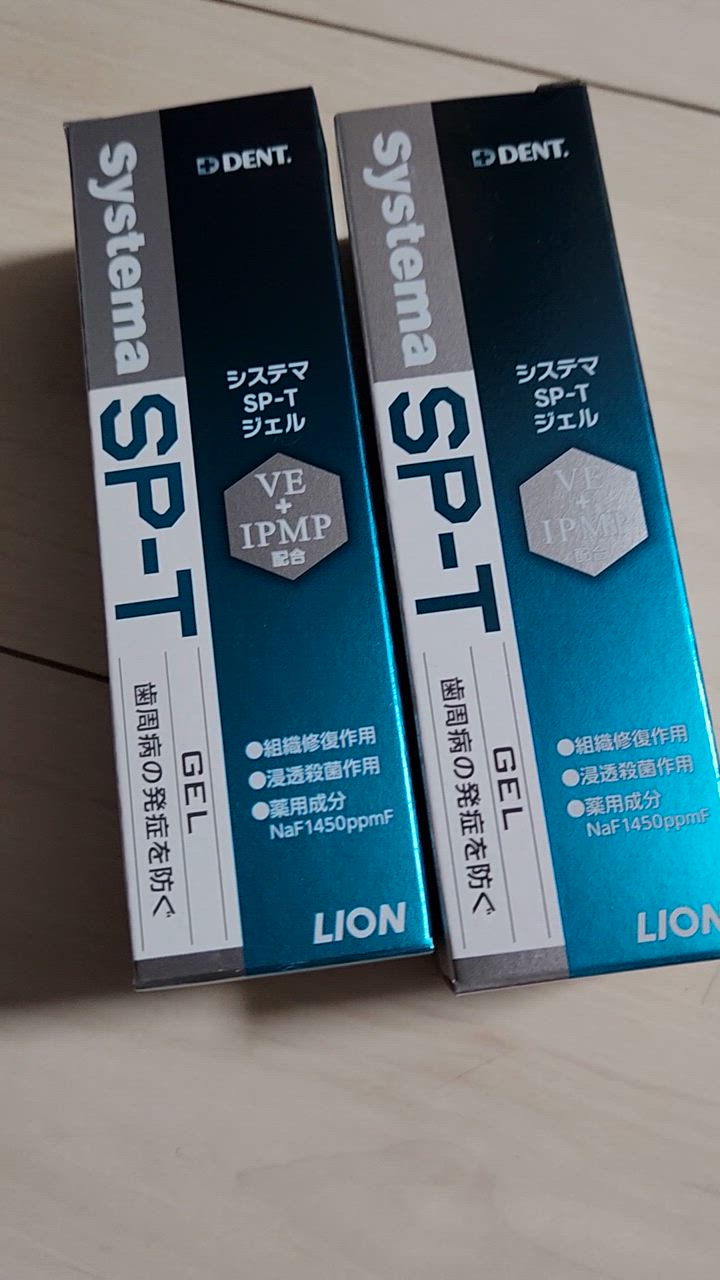 Systema
SP-T
GEL
歯周病の発症を防ぐ
DENT.
システマ
SP-T
ジェル
VE
+
IPMP
配合
●組織修復作用
●浸透殺菌作用
●薬用成分
NaF1450ppmF
LION
Systema
SP-T
GEL
歯周病の発症を防ぐ
DENT.
システマ
SP-T
ジェル
VE
+
IPMP
配合
●組織修復作用
●浸透殺菌作用
●薬用成分
NaF1450ppmF
LION